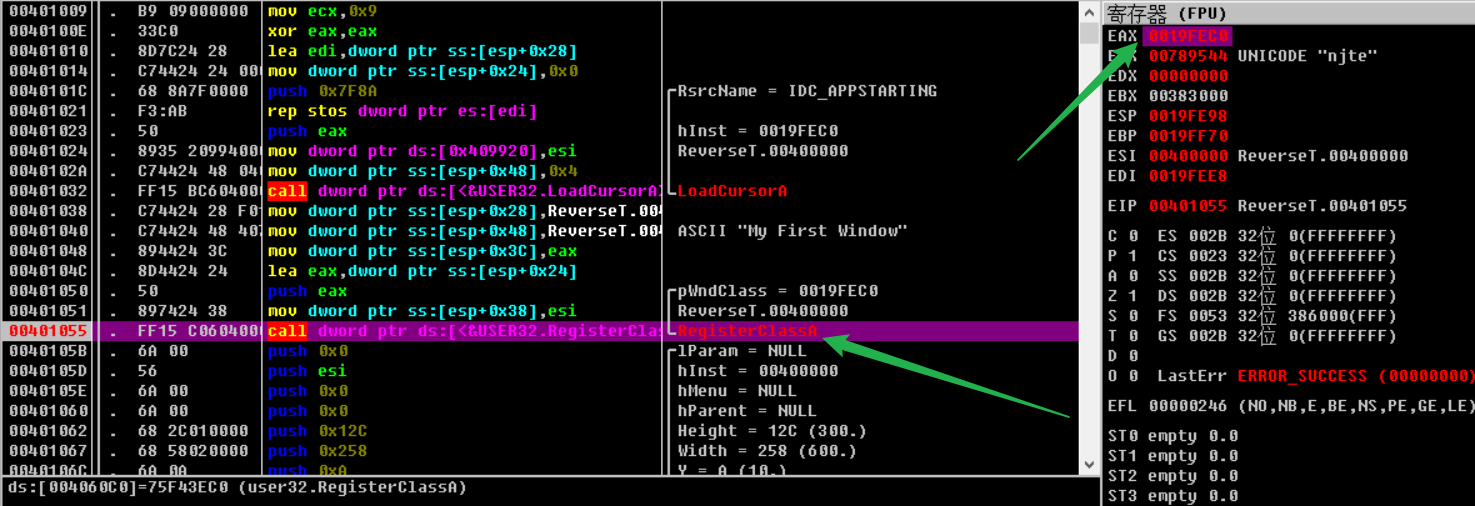 00401009 . B9 09000000 mov ecx,0x9
0040100E . 33C0 xor eax,eax
00401010 . 8D7C24 28 lea edi,dword ptr ss:[esp+0x28]
00401014 . C74424 24 00 mov dword ptr ss:[esp+0x24],0x0
0040101C . 68 8A7F0000 push 0x7F8A RsrcName = IDC_APPSTARTING
00401021 . F3:AB rep stos dword ptr es:[edi]
00401023 . 50 push eax hInst = 0019FEC0
00401024 . 8935 20994000 mov dword ptr ds:[0x409920],esi ReverseT.00400000
0040102A . C74424 48 04 mov dword ptr ss:[esp+0x48],0x4
00401032 . FF15 BC604000 call dword ptr ds:[<&USER32.LoadCursorA> LoadCursorA
00401038 . C74424 28 F0 mov dword ptr ss:[esp+0x28],ReverseT.00
00401040 . C74424 48 40 mov dword ptr ss:[esp+0x48],ReverseT.00 ASCII "My First Window"
00401048 . 894424 3C mov dword ptr ss:[esp+0x3C],eax
0040104C . 8D4424 24 lea eax,dword ptr ss:[esp+0x24]
00401050 . 50 push eax pWndClass = 0019FEC0
00401051 . 897424 38 mov dword ptr ss:[esp+0x38],esi ReverseT.00400000
00401055 . FF15 C0604000 call dword ptr ds:[<&USER32.RegisterClas RegisterClassA
0040105B . 6A 00 push 0x0 lParam = NULL
0040105D . 56 push esi hInst = 00400000
0040105E . 6A 00 push 0x0 hMenu = NULL
00401060 . 6A 00 push 0x0 hParent = NULL
00401062 . 68 2C010000 push 0x12C Height = 12C (300.)
00401067 . 68 58020000 push 0x258 Width = 258 (600.)
0040106C . 6A 0A push 0xA Y = A (10.)
ds:[004060C0]=75F43EC0 (user32.RegisterClassA)
寄存器 (FPU)
EAX 0019FEC0
00789544 UNICODE "njte"
EDX 00000000
EBX 00383000
ESP 0019FE98
EBP 0019FF70
ESI 00400000 ReverseT.00400000
EDI 0019FEE8
EIP 00401055 ReverseT.00401055
C 0 ES 002B 32位 0(FFFFFFFF)
P 1 CS 0023 32位 0(FFFFFFFF)
A 0 SS 002B 32位 0(FFFFFFFF)
Z 1 DS 002B 32位 0(FFFFFFFF)
S 0 FS 0053 32位 386000(FFF)
T 0 GS 002B 32位 0(FFFFFFFF)
D 0
O 0 LastErr ERROR_SUCCESS (00000000)
EFL 00000246 (NO,NB,E,BE,NS,PE,GE,LE)
ST0 empty 0.0
ST1 empty 0.0
ST2 empty 0.0
ST3 empty 0.0